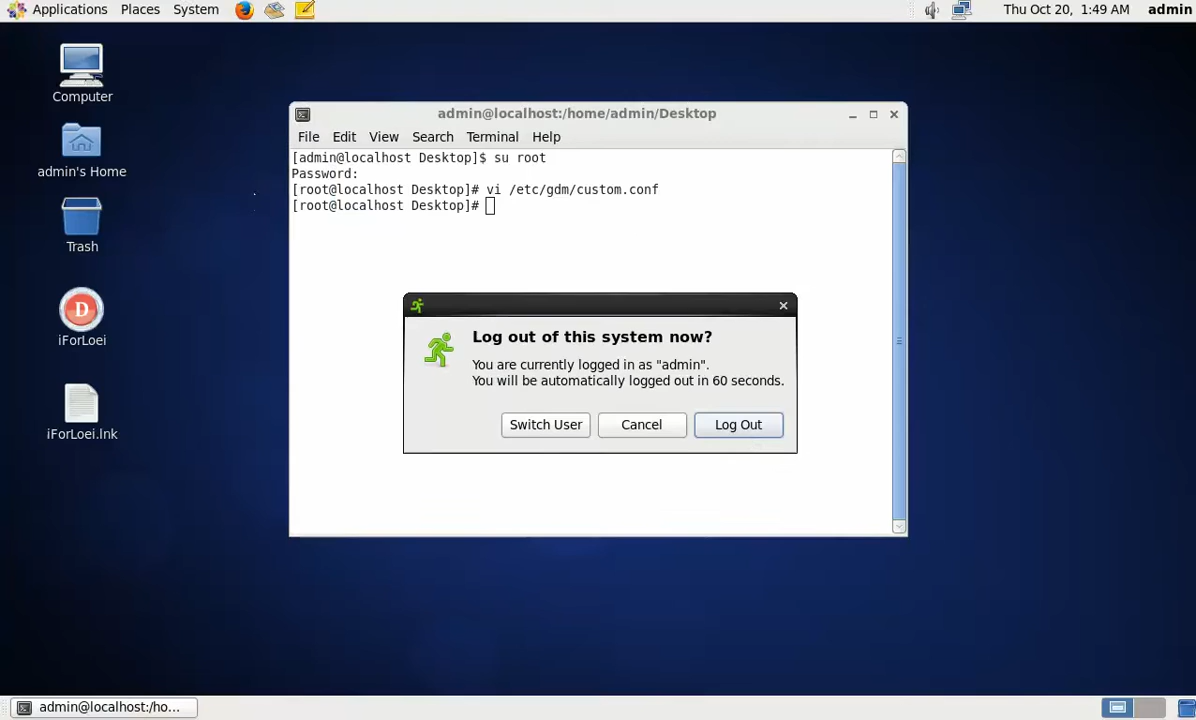 Applications Places System Thu Oct 20, 1:49 AM admin
Computer
admin's Home
Trash
D
iForLoei
iForLoei.lnk
admin@localhost:/home/admin/Desktop
File Edit View Search Terminal Help
[admin@localhost Desktop]$ su root
Password:
[root@localhost Desktop]# vi /etc/gdm/custom.conf
[root@localhost Desktop]#
Log out of this system now?
You are currently logged in as "admin".
You will be automatically logged out in 60 seconds.
Switch User Cancel Log Out
admin@localhost:/ho...